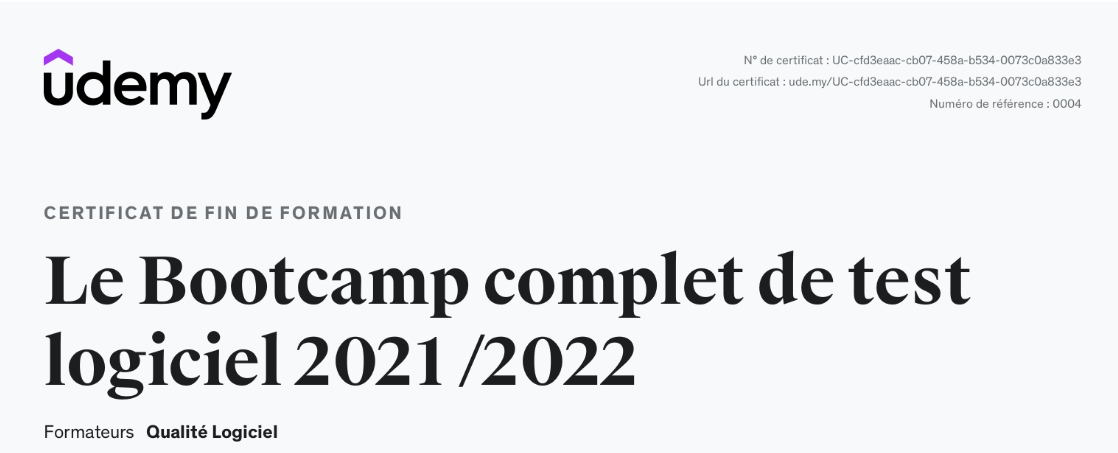 ûdemy
N° de certificat : UC-cfd3eaac-cb07-458a-b534-0073c0a833e3
Url du certificat : ude.my/UC-cfd3eaac-cb07-458a-b534-0073c0a833e3
Numéro de référence : 0004
CERTIFICAT DE FIN DE FORMATION
Le Bootcamp complet de test
logiciel 2021 /2022
Formateurs Qualité Logiciel